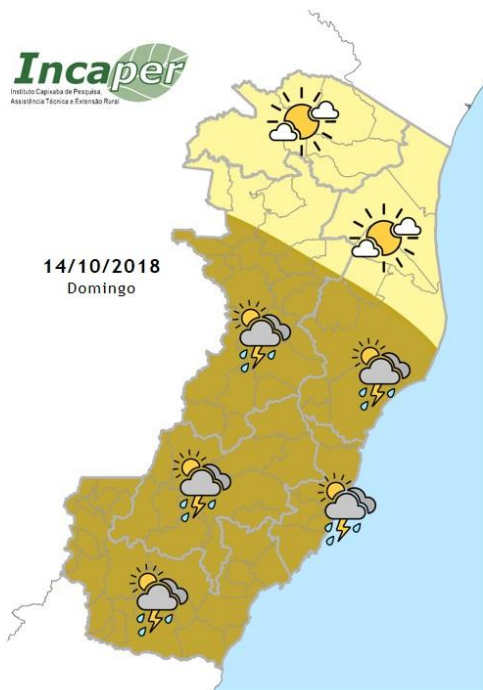 Incaper
Instituto Capixaba de Pesquisa,
Assistência Técnica e Extensão Rural
14/10/2018
Domingo